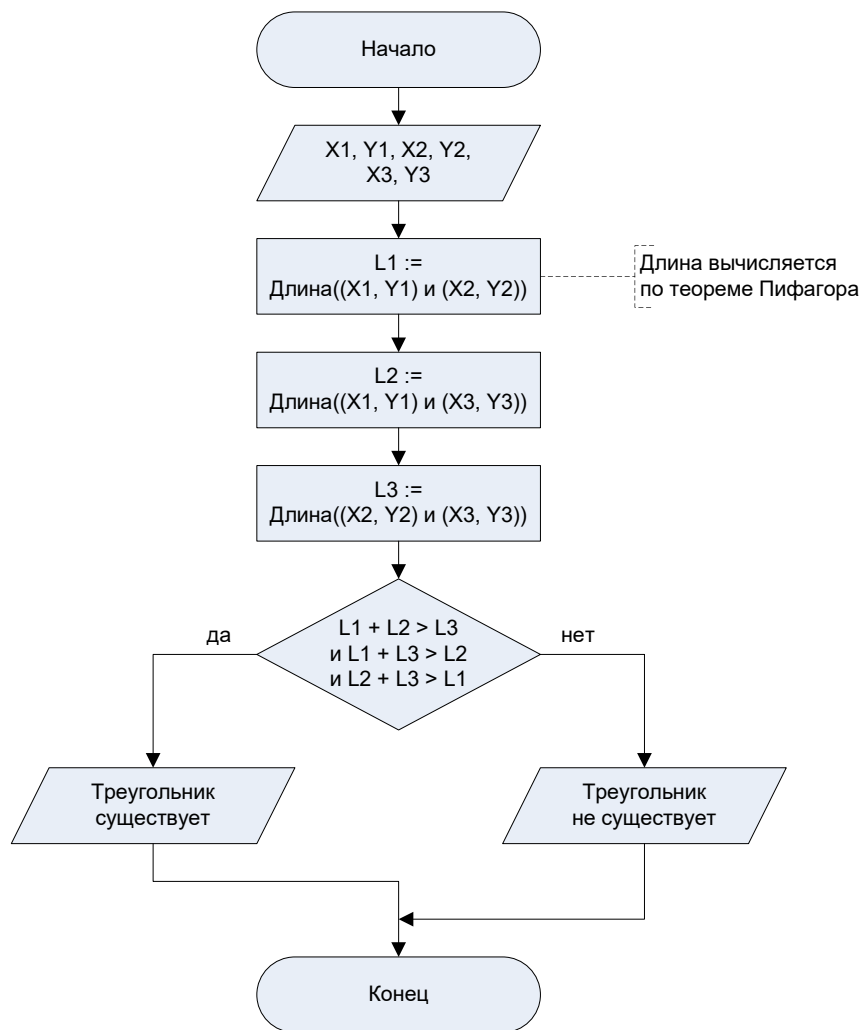 Начало
X1, Y1, X2, Y2,
X3, Y3
L1 :=
Длина((X1, Y1) и (X2, Y2))
Длина вычисляется
по теореме Пифагора
L2 :=
Длина((X1, Y1) и (X3, Y3))
L3 :=
Длина((X2, Y2) и (X3, Y3))
да
L1 + L2 > L3
и L1 + L3 > L2
и L2 + L3 > L1
нет
Треугольник
существует
Треугольник
не существует
Конец